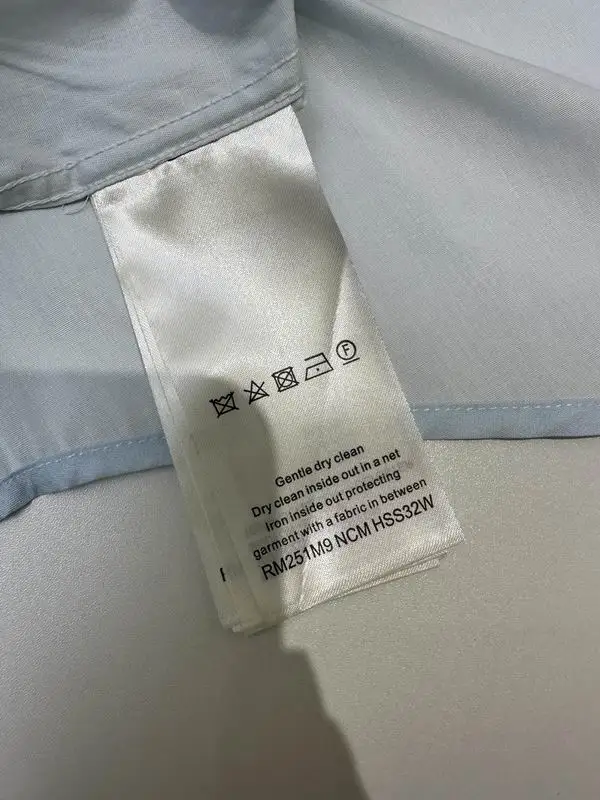 F
Gentle dry clean
Dry clean inside out in a net
Iron inside out protecting
garment with a fabric in between
RM251M9 NCM HSS32W